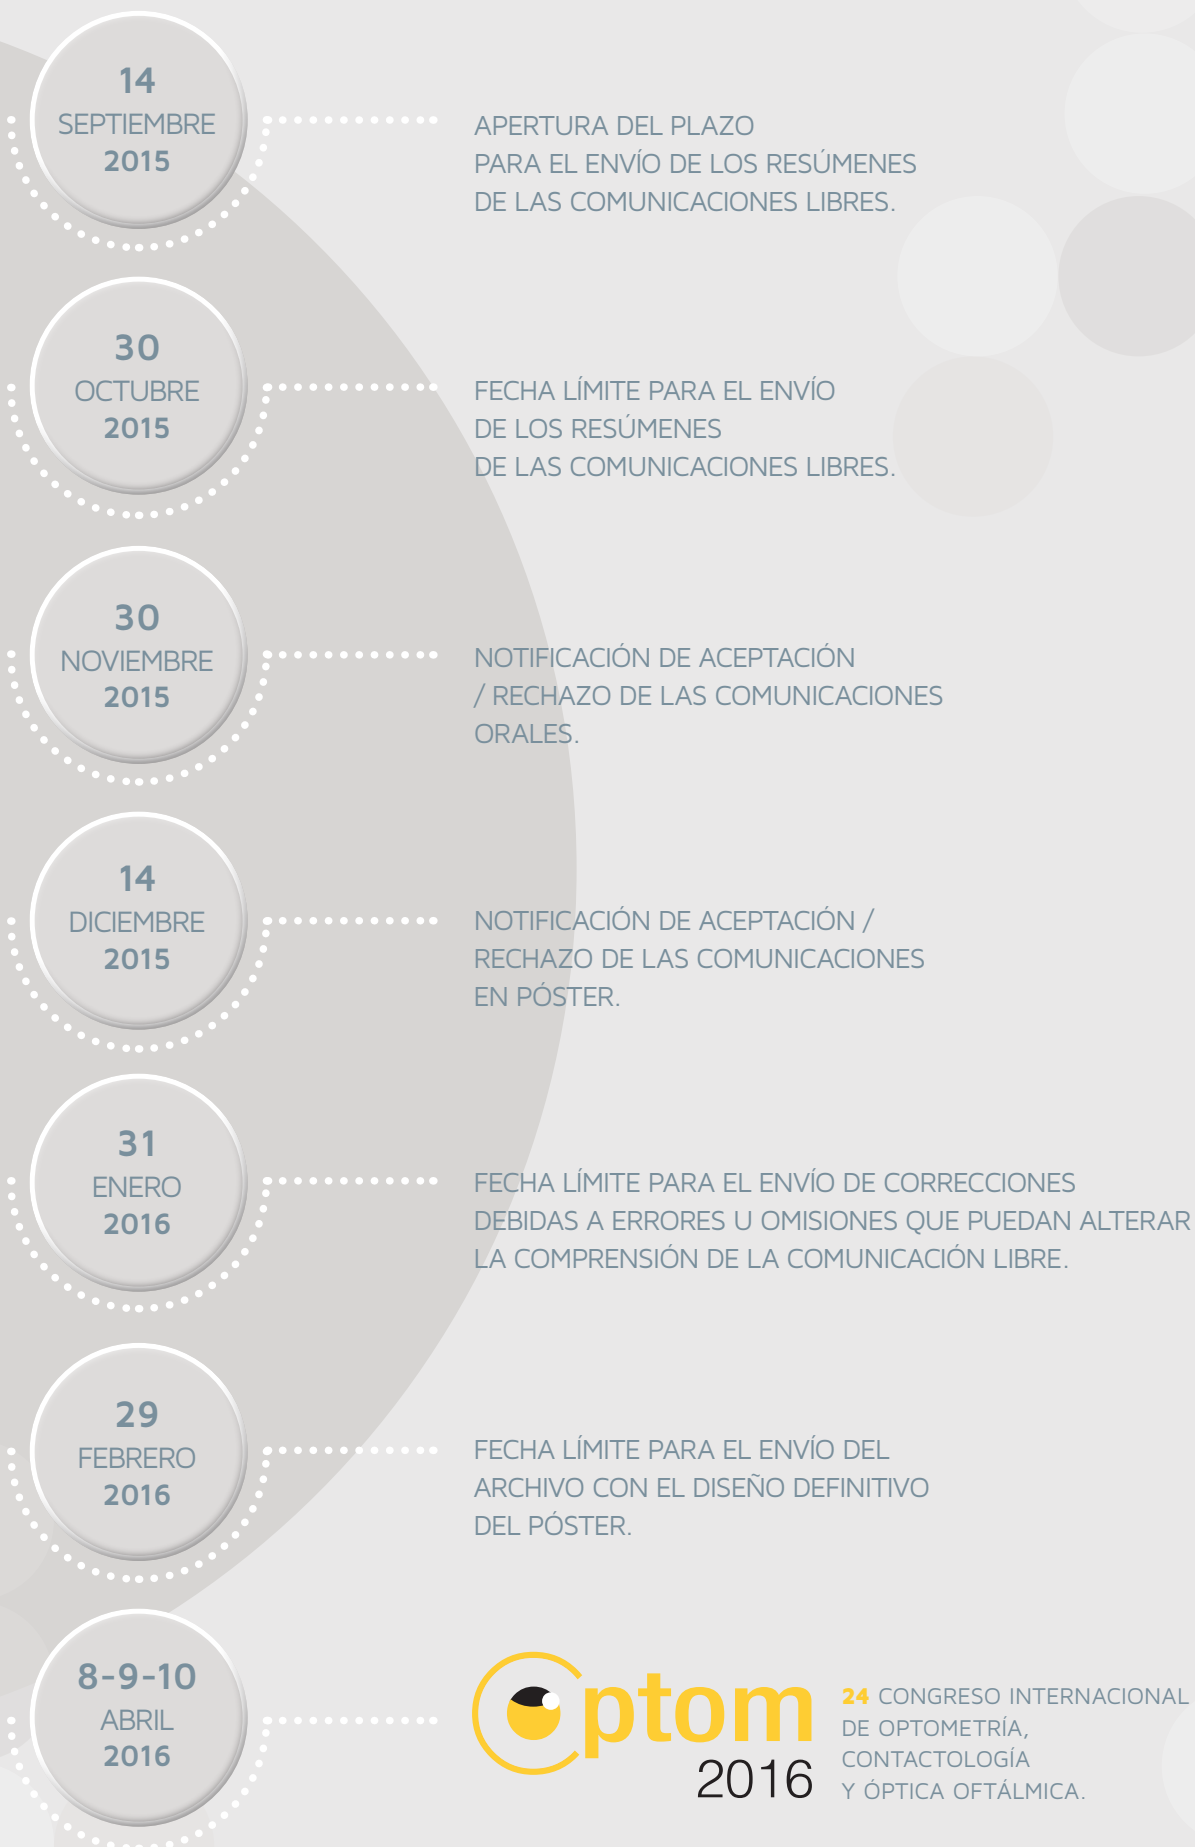 14
SEPTIEMBRE
2015
APERTURA DEL PLAZO
PARA EL ENVÍO DE LOS RESÚMENES
DE LAS COMUNICACIONES LIBRES.
30
OCTUBRE
2015
FECHA LÍMITE PARA EL ENVÍO
DE LOS RESÚMENES
DE LAS COMUNICACIONES LIBRES.
30
NOVIEMBRE
2015
NOTIFICACIÓN DE ACEPTACIÓN
/ RECHAZO DE LAS COMUNICACIONES
ORALES.
14
DICIEMBRE
2015
NOTIFICACIÓN DE ACEPTACIÓN /
RECHAZO DE LAS COMUNICACIONES
EN PÓSTER.
31
ENERO
2016
FECHA LÍMITE PARA EL ENVÍO DE CORRECCIONES
DEBIDAS A ERRORES U OMISIONES QUE PUEDAN ALTERAR
LA COMPRENSIÓN DE LA COMUNICACIÓN LIBRE.
29
FEBRERO
2016
FECHA LÍMITE PARA EL ENVÍO DEL
ARCHIVO CON EL DISEÑO DEFINITIVO
DEL PÓSTER.
8-9-10
ABRIL
2016
Optom
2016
24 CONGRESO INTERNACIONAL
DE OPTOMETRÍA,
CONTACTOLOGÍA
Y ÓPTICA OFTÁLMICA.